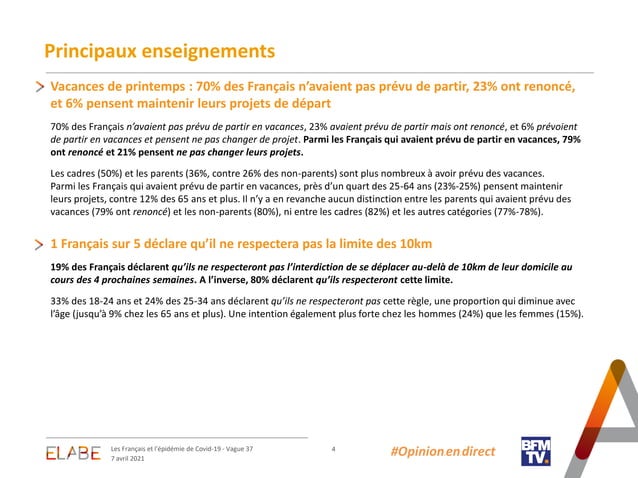 Principaux enseignements
Vacances de printemps : 70% des Français n’avaient pas prévu de partir, 23% ont renoncé,
et 6% pensent maintenir leurs projets de départ
70% des Français n’avaient pas prévu de partir en vacances, 23% avaient prévu de partir mais ont renoncé, et 6% prévoient
de partir en vacances et pensent ne pas changer de projet. Parmi les Français qui avaient prévu de partir en vacances, 79%
ont renoncé et 21% pensent ne pas changer leurs projets.
Les cadres (50%) et les parents (36%, contre 26% des non-parents) sont plus nombreux à avoir prévu des vacances.
Parmi les Français qui avaient prévu de partir en vacances, près d’un quart des 25-64 ans (23%-25%) pensent maintenir
leurs projets, contre 12% des 65 ans et plus. Il n’y a en revanche aucun distinction entre les parents qui avaient prévu des
vacances (79% ont renoncé) et les non-parents (80%), ni entre les cadres (82%) et les autres catégories (77%-78%).
1 Français sur 5 déclare qu’il ne respectera pas la limite des 10km
19% des Français déclarent qu’ils ne respecteront pas l’interdiction de se déplacer au-delà de 10km de leur domicile au
cours des 4 prochaines semaines. A l’inverse, 80% déclarent qu’ils respecteront cette limite.
33% des 18-24 ans et 24% des 25-34 ans déclarent qu’ils ne respecteront pas cette règle, une proportion qui diminue avec
l’âge (jusqu’à 9% chez les 65 ans et plus). Une intention également plus forte chez les hommes (24%) que les femmes (15%).
ELABE
Les Français et l’épidémie de Covid-19 - Vague 37
7 avril 2021
4
#Opinion en direct
BFM
TV.